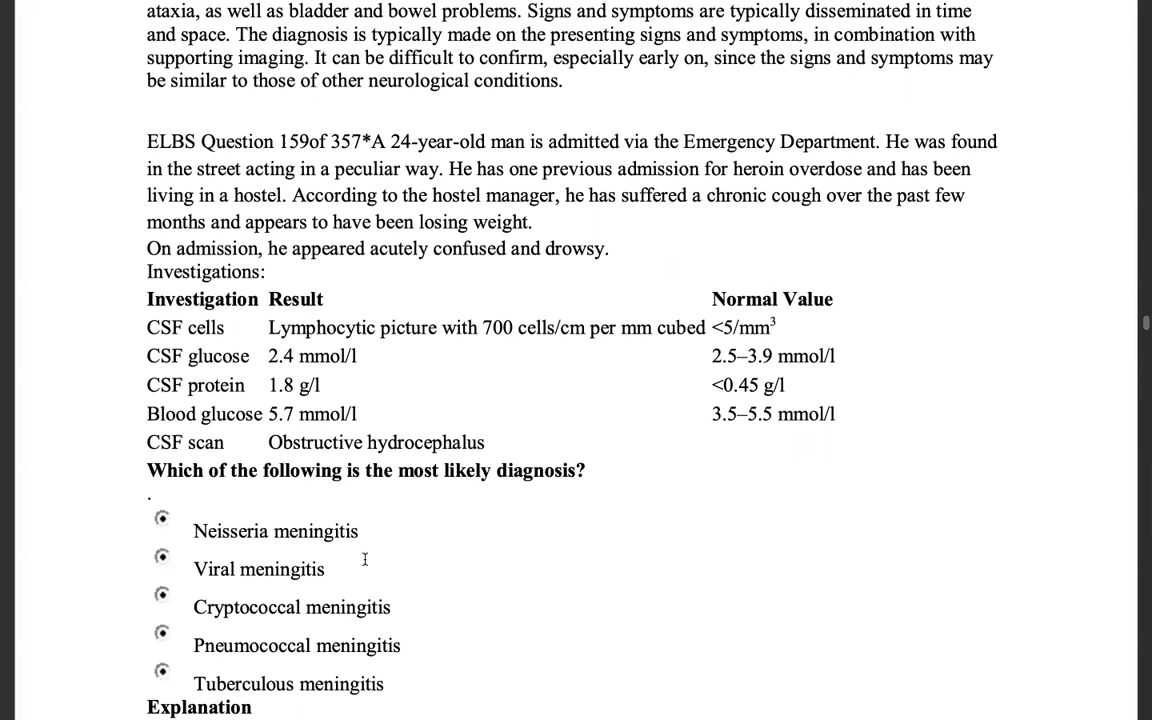 ataxia, as well as bladder and bowel problems. Signs and symptoms are typically disseminated in time
and space. The diagnosis is typically made on the presenting signs and symptoms, in combination with
supporting imaging. It can be difficult to confirm, especially early on, since the signs and symptoms may
be similar to those of other neurological conditions.
ELBS Question 159of 357*A 24-year-old man is admitted via the Emergency Department. He was found
in the street acting in a peculiar way. He has one previous admission for heroin overdose and has been
living in a hostel. According to the hostel manager, he has suffered a chronic cough over the past few
months and appears to have been losing weight.
On admission, he appeared acutely confused and drowsy.
Investigations:
Investigation Result Normal Value
CSF cells Lymphocytic picture with 700 cells/cm per mm cubed <5/mm³
CSF glucose 2.4 mmol/l 2.5–3.9 mmol/l
CSF protein 1.8 g/l <0.45 g/l
Blood glucose 5.7 mmol/l 3.5–5.5 mmol/l
CSF scan Obstructive hydrocephalus
Which of the following is the most likely diagnosis?
.
Neisseria meningitis
Viral meningitis
Cryptococcal meningitis
Pneumococcal meningitis
Tuberculous meningitis
Explanation